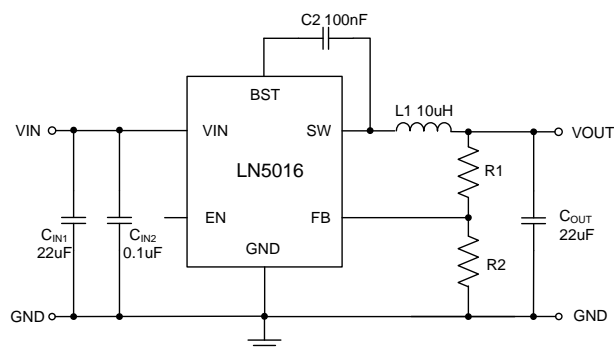 C2 100nF
BST
L1 10uH
VIN
VIN
SW
VOUT
LN5016
R1
EN
FB
CIN1
22uF
CIN2
0.1uF
COUT
22uF
GND
R2
GND
GND